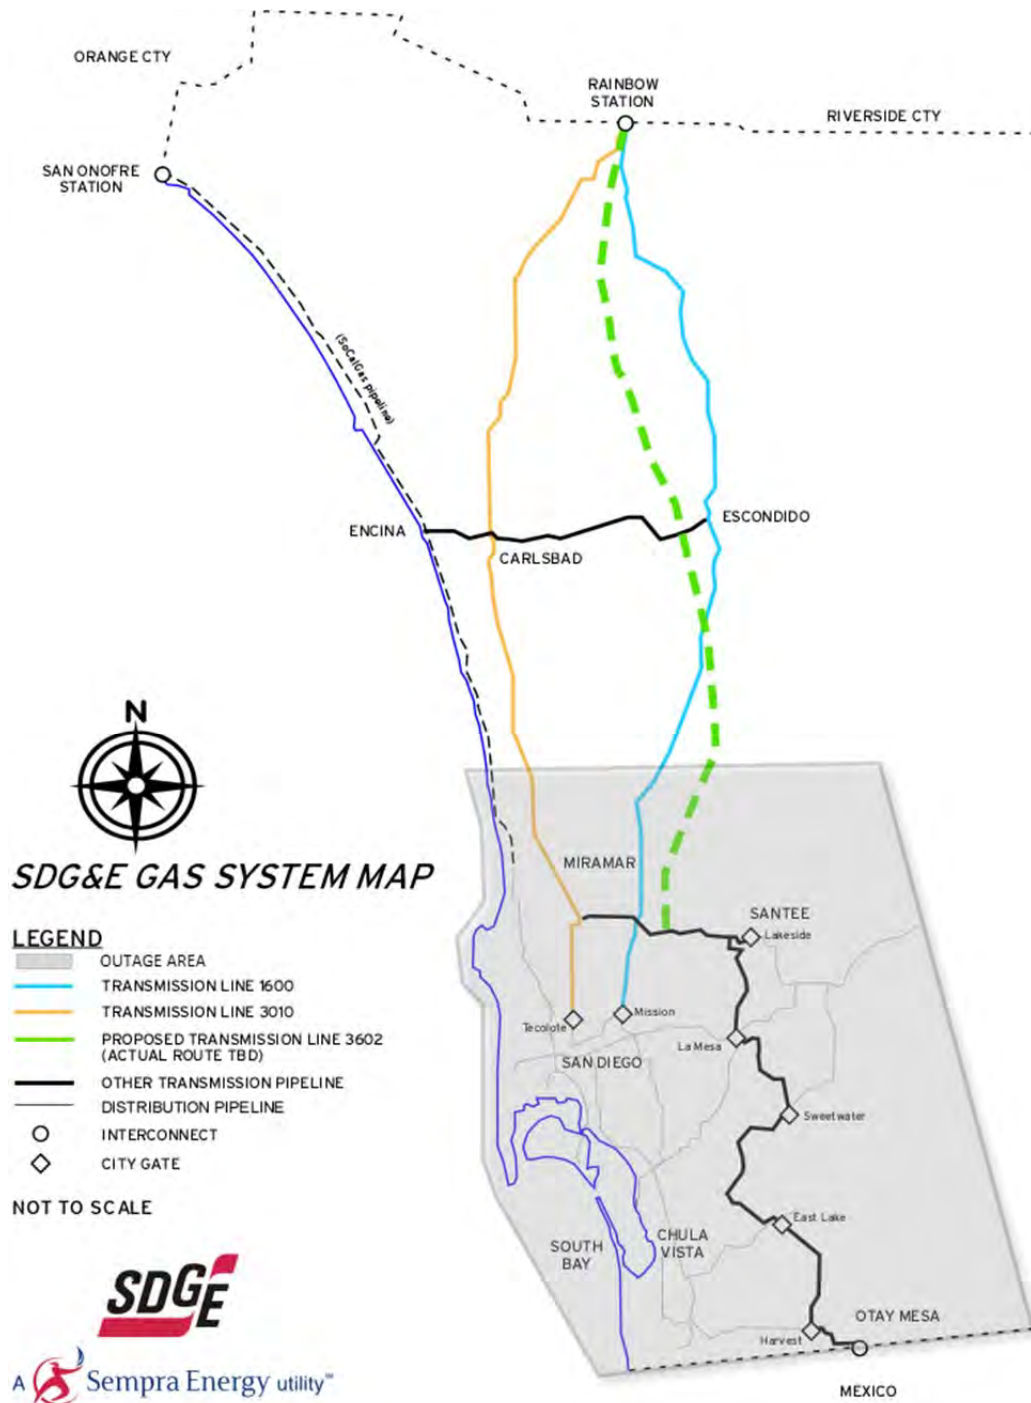 ORANGE CTY
RAINBOW
STATION
RIVERSIDE CTY
SAN ONOFRE
STATION
(SoCalGas pipeline)
ENCINA
ESCONDIDO
CARLSBAD
N
SDG&E GAS SYSTEM MAP
MIRAMAR
SANTEE
Lakeside
Tecolote
Mission
La Mesa
SAN DIEGO
Sweetwater
East Lake
SOUTH
BAY
CHULA
VISTA
OTAY MESA
Harvest
MEXICO
LEGEND
OUTAGE AREA
TRANSMISSION LINE 1600
TRANSMISSION LINE 3010
PROPOSED TRANSMISSION LINE 3602
(ACTUAL ROUTE TBD)
OTHER TRANSMISSION PIPELINE
DISTRIBUTION PIPELINE
INTERCONNECT
CITY GATE
NOT TO SCALE
SDGE
A Sempra Energy utility™